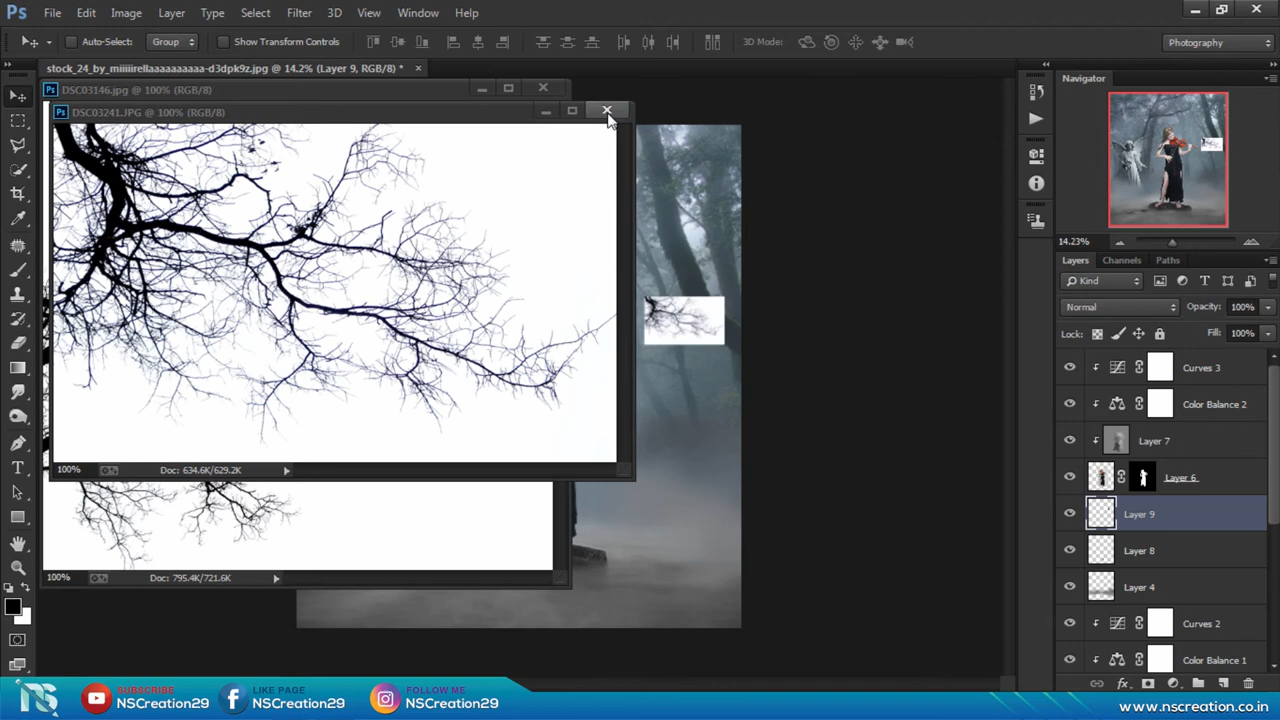 Ps File Edit Image Layer Type Select Filter 3D View Window Help
Auto-Select: Group Show Transform Controls 3D Mode: Photography
stock_24_by_miiiiirellaaaaaaaaaa-d3dpk9z.jpg @ 14.2% (Layer 9, RGB/8) *
Navigator
Ps DSC03146.jpg @ 100% (RGB/8)
Ps DSC03241.JPG @ 100% (RGB/8)
14.23%
Layers Channels Paths
Kind
Normal Opacity: 100%
Lock: Fill: 100%
Curves 3
Color Balance 2
Layer 7
Layer 6
Layer 9
Layer 8
Layer 4
Curves 2
Color Balance 1
100% Doc: 634.6K/629.2K
100% Doc: 795.4K/721.6K
SUBSCRIBE
NSCreation29
LIKE PAGE
NSCreation29
FOLLOW ME
NSCreation29
www.nscreation.co.in